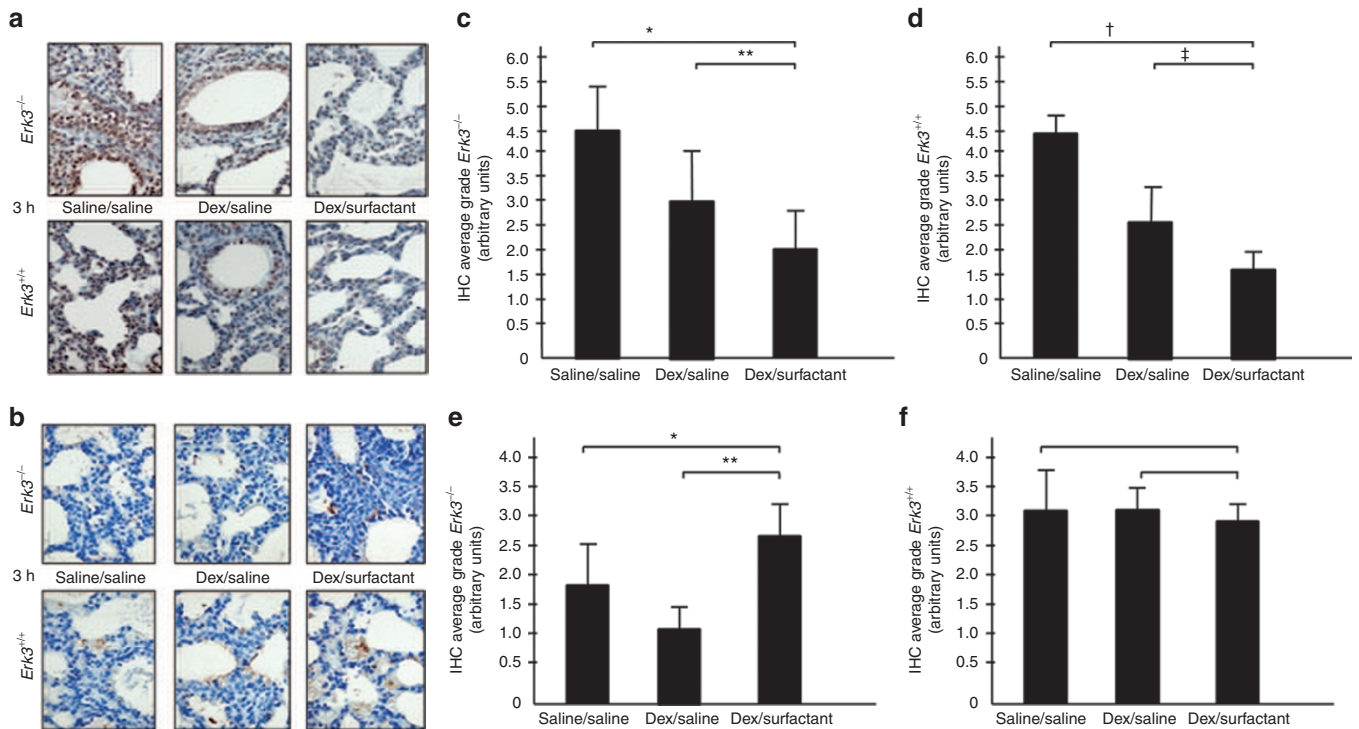 a
Erk3–/–
3 h
Saline/saline
Dex/saline
Dex/surfactant
Erk3+/+
b
Erk3–/–
3 h
Saline/saline
Dex/saline
Dex/surfactant
Erk3+/+
c
IHC average grade Erk3–/–
(arbitrary units)
6.0
5.5
5.0
4.5
4.0
3.5
3.0
2.5
2.0
1.5
1.0
0.5
0
*
**
Saline/saline
Dex/saline
Dex/surfactant
d
IHC average grade Erk3+/+
(arbitrary units)
6.0
5.5
5.0
4.5
4.0
3.5
3.0
2.5
2.0
1.5
1.0
0.5
0
†
‡
Saline/saline
Dex/saline
Dex/surfactant
e
IHC average grade Erk3–/–
(arbitrary units)
4.0
3.5
3.0
2.5
2.0
1.5
1.0
0.5
0
*
**
Saline/saline
Dex/saline
Dex/surfactant
f
IHC average grade Erk3+/+
(arbitrary units)
4.0
3.5
3.0
2.5
2.0
1.5
1.0
0.5
0
Saline/saline
Dex/saline
Dex/surfactant